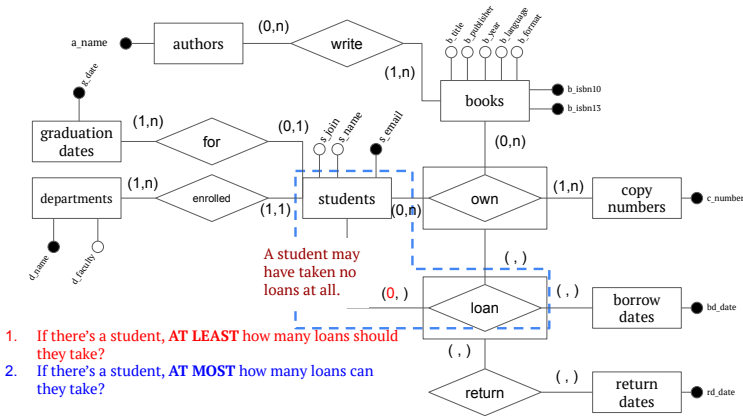 b_title
b_publisher
b_year
b_language
b_format
a_name
authors
(0,n)
write
(1,n)
books
b_isbn10
b_isbn13
g_date
graduation
dates
(1,n)
for
(0,1)
s_join
s_name
s_email
(0,n)
departments
(1,n)
enrolled
(1,1)
students
(0,n)
own
(1,n)
copy
numbers
c_number
d_name
d_faculty
A student may
have taken no
loans at all.
( , )
(0, )
loan
( , )
borrow
dates
bd_date
1. If there's a student, AT LEAST how many loans should
they take?
2. If there's a student, AT MOST how many loans can
they take?
( , )
return
( , )
return
dates
rd_date